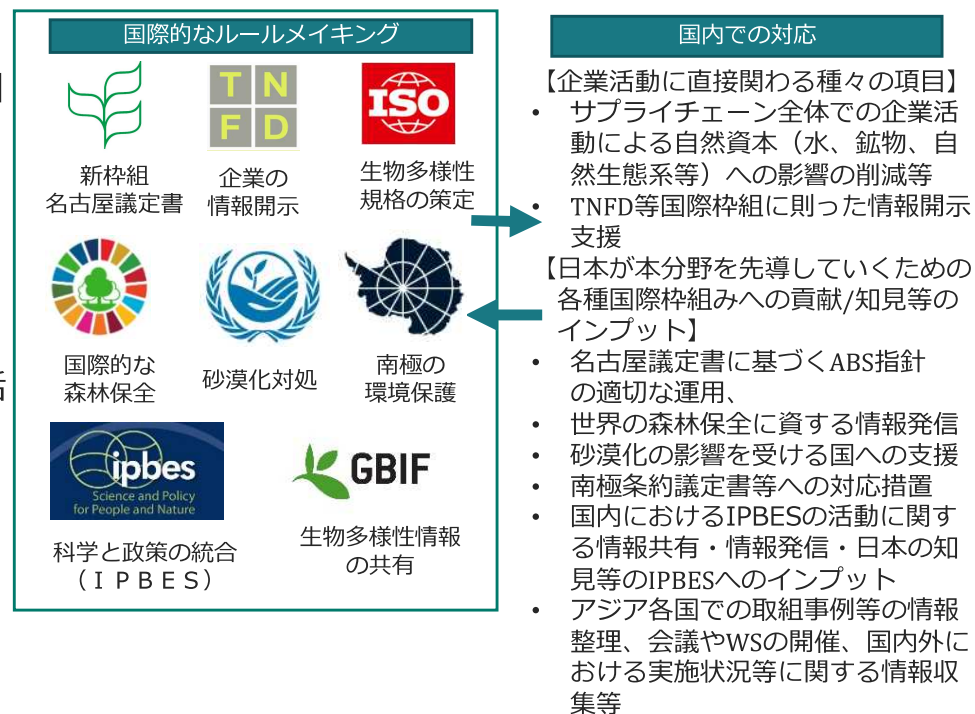 国際的なルールメイキング
T N
F D
ISO
新枠組
名古屋議定書
企業の
情報開示
生物多様性
規格の策定
国際的な
森林保全
砂漠化対処
南極の
環境保護
ipbes
Science and Policy
for People and Nature
GBIF
科学と政策の統合
（ＩＰＢＥＳ）
生物多様性情報
の共有
国内での対応
【企業活動に直接関わる種々の項目】
• サプライチェーン全体での企業活
動による自然資本（水、鉱物、自
然生態系等）への影響の削減等
• TNFD等国際枠組に則った情報開示
支援
【日本が本分野を先導していくための
各種国際枠組みへの貢献/知見等の
インプット】
• 名古屋議定書に基づくABS指針
の適切な運用、
• 世界の森林保全に資する情報発信
• 砂漠化の影響を受ける国への支援
• 南極条約議定書等への対応措置
• 国内におけるIPBESの活動に関す
る情報共有・情報発信・日本の知
見等のIPBESへのインプット
• アジア各国での取組事例等の情報
整理、会議やWSの開催、国内外に
おける実施状況等に関する情報収
集等